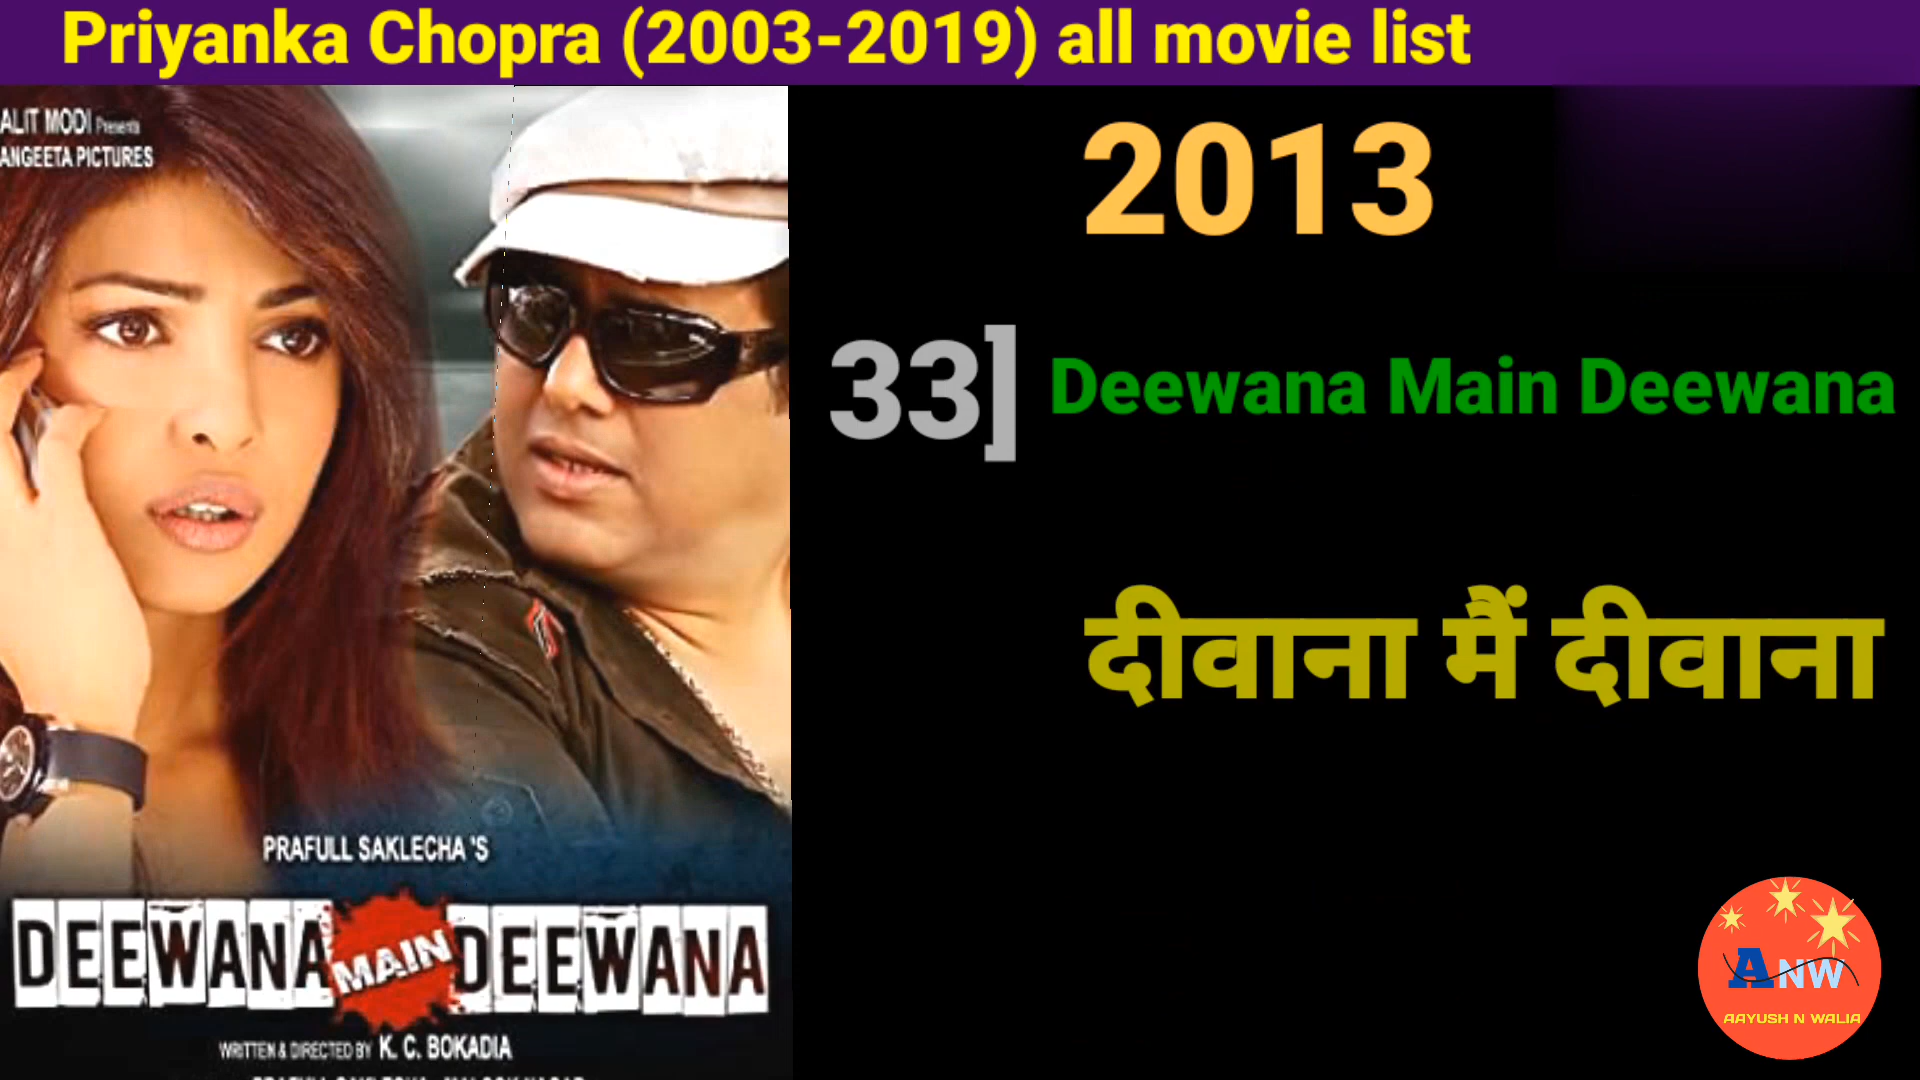 Priyanka Chopra (2003-2019) all movie list
ALIT MODI Presents
ANGEETA PICTURES
2013
33] Deewana Main Deewana
दीवाना मैं दीवाना
PRAFULL SAKLECHA 'S
DEEWANA MAIN DEEWANA
WRITTEN & DIRECTED BY K. C. BOKADIA
ANW
AAYUSH N WALIA